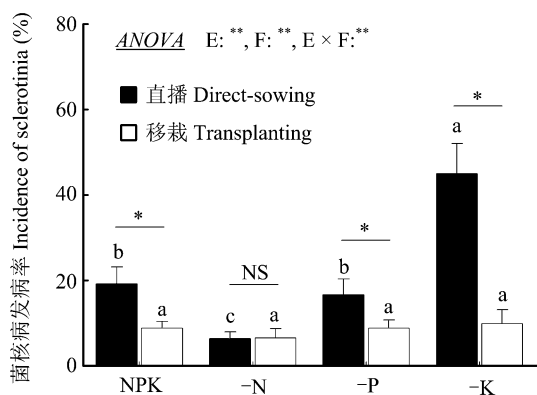 菌核病发病率 Incidence of sclerotinia (%)
80
60
40
20
0
ANOVA E: **, F: **, E × F:**
直播 Direct-sowing
移栽 Transplanting
*
b
a
NS
c
a
*
b
a
*
a
a
NPK
−N
−P
−K